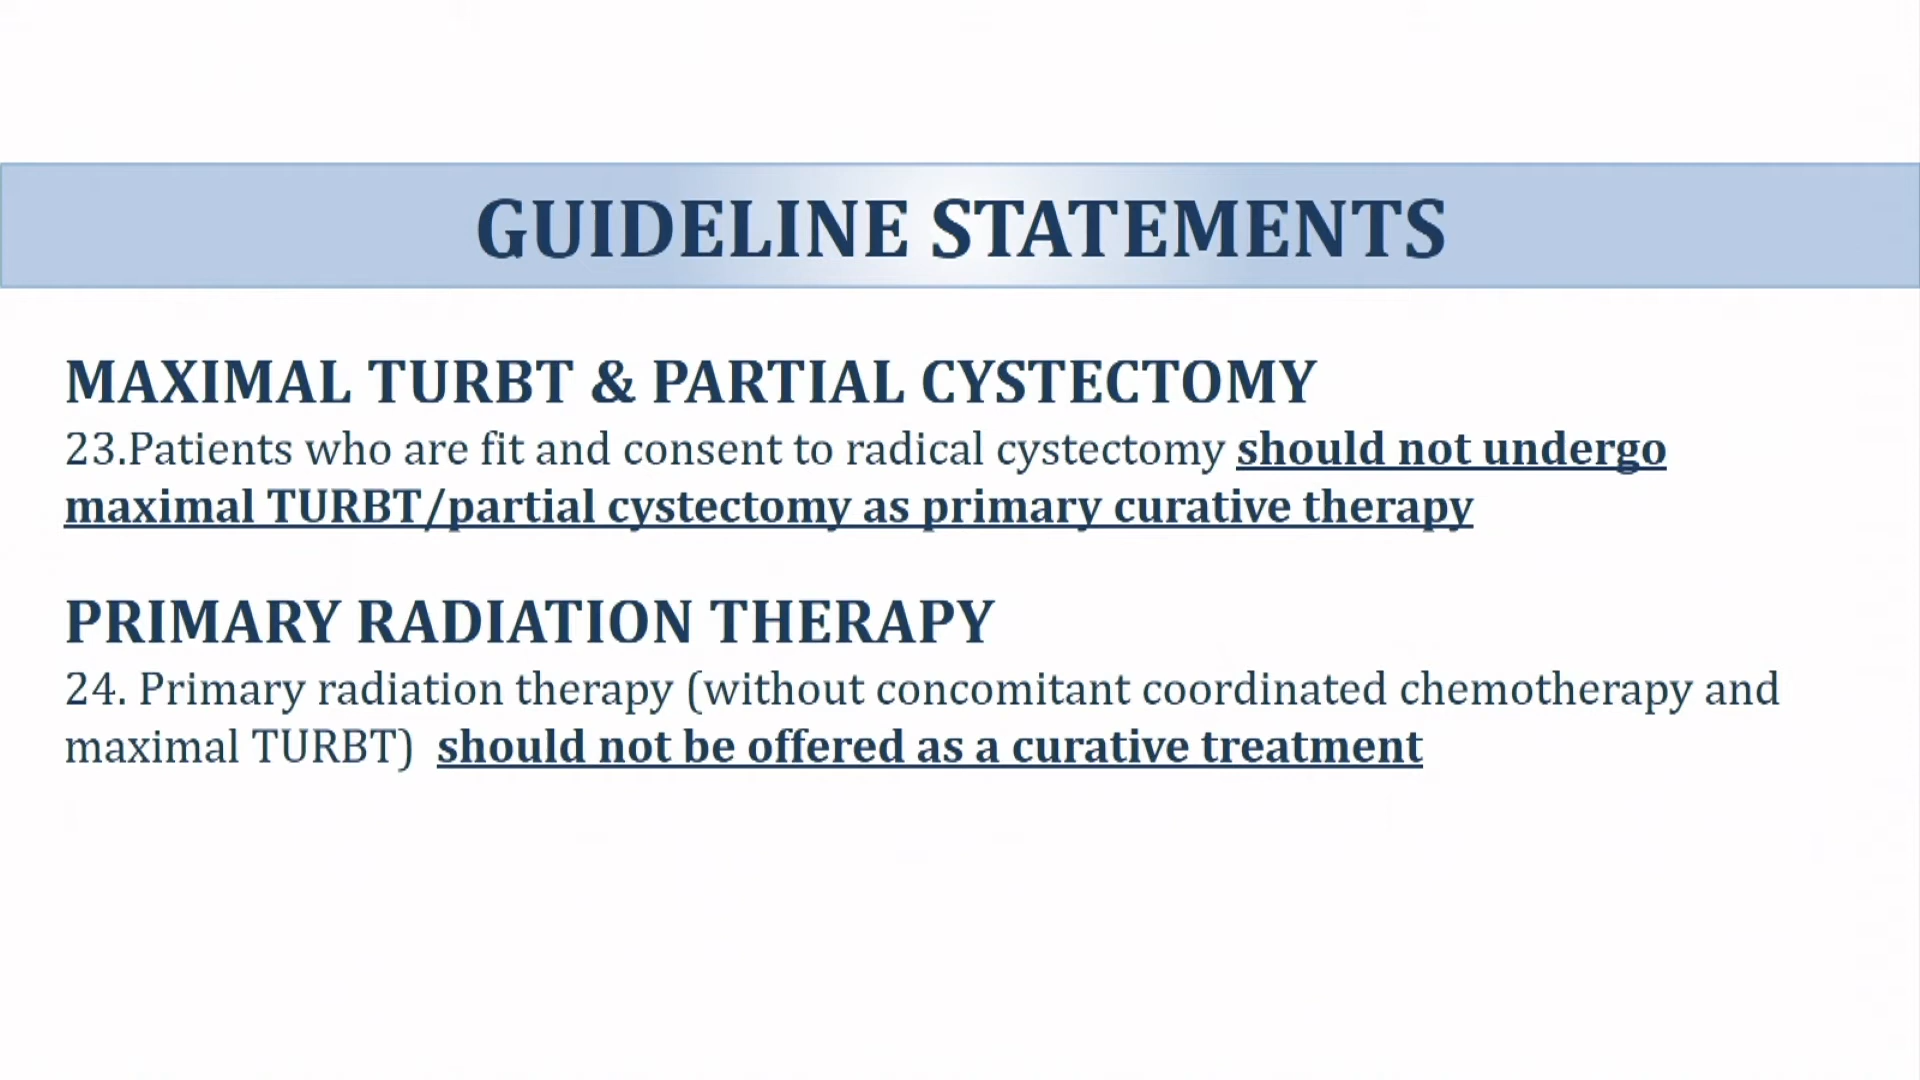 GUIDELINE STATEMENTS
MAXIMAL TURBT & PARTIAL CYSTECTOMY
23.Patients who are fit and consent to radical cystectomy should not undergo
maximal TURBT/partial cystectomy as primary curative therapy
PRIMARY RADIATION THERAPY
24. Primary radiation therapy (without concomitant coordinated chemotherapy and
maximal TURBT)  should not be offered as a curative treatment